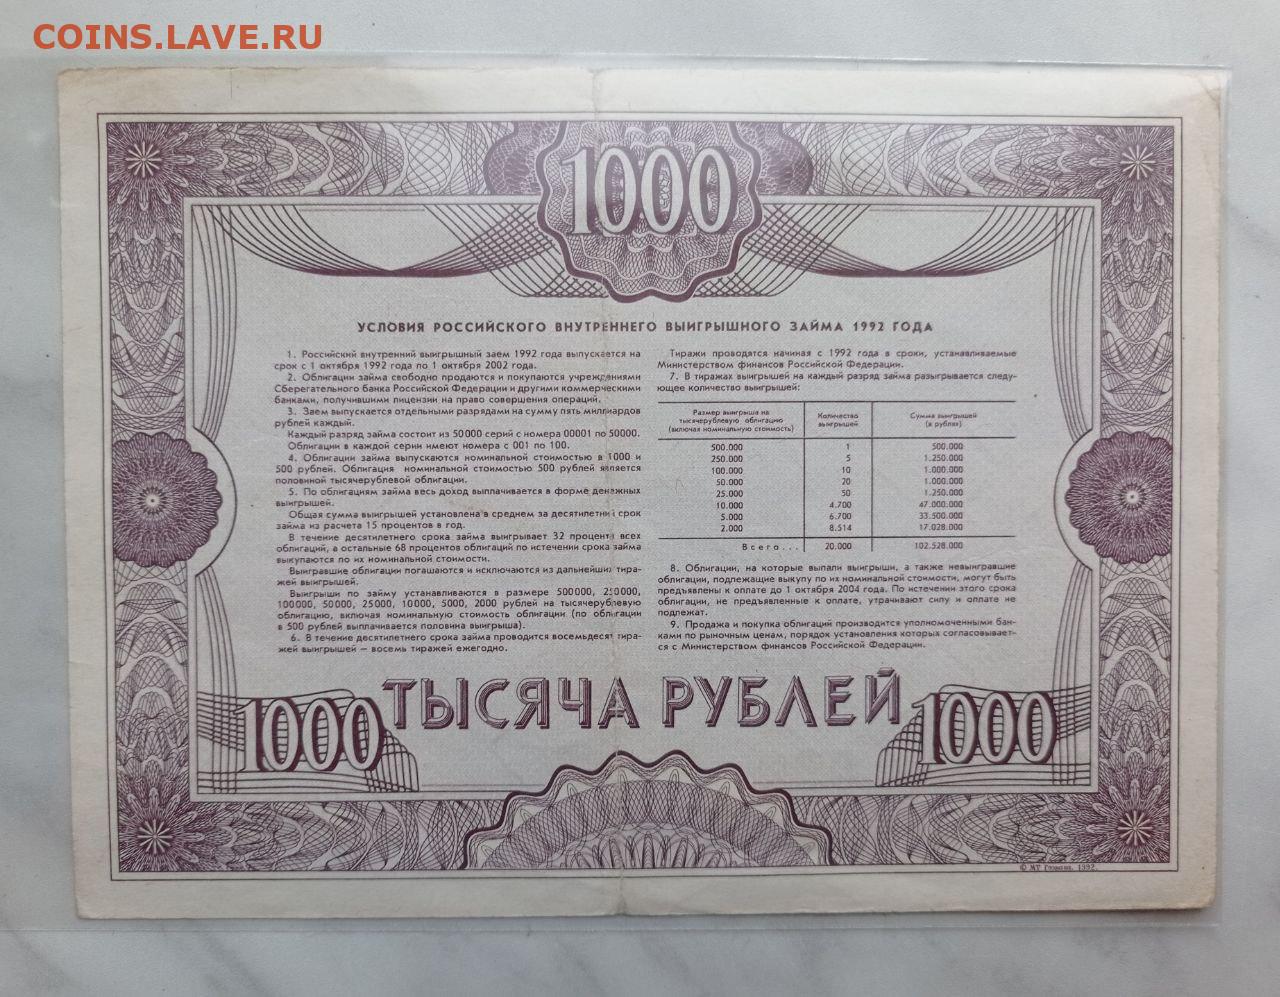 COINS.LAVE.RU
1000
УСЛОВИЯ РОССИЙСКОГО ВНУТРЕННЕГО ВЫИГРЫШНОГО ЗАЙМА 1992 ГОДА
1. Российский внутренний выигрышный заем 1992 года выпускается на
срок с 1 октября 1992 года по 1 октября 2002 года.
2. Облигации займа свободно продаются и покупаются учреждениями
Сберегательного банка Российской Федерации и другими коммерческими
банками, получившими лицензии на право совершения операций.
3. Заем выпускается отдельными разрядами на сумму пять миллиардов
рублей каждый.
Каждый разряд займа состоит из 50000 серий с номера 00001 по 50000.
Облигации в каждой серии имеют номера с 001 по 100.
4. Облигации займа выпускаются номинальной стоимостью в 1000 и
500 рублей. Облигация номинальной стоимостью 500 рублей является
половиной тысячерублевой облигации.
5. По облигациям займа весь доход выплачивается в форме денежных
выигрышей.
Общая сумма выигрышей установлена в среднем за десятилетний срок
займа из расчета 15 процентов в год.
В течение десятилетнего срока займа выигрывает 32 процента всех
облигаций, а остальные 68 процентов облигаций по истечении срока займа
выкупаются по их номинальной стоимости.
Выигравшие облигации погашаются и исключаются из дальнейших тира-
жей выигрышей.
Выигрыши по займу устанавливаются в размере 500000, 250000,
100000, 50000, 25000, 10000, 5000, 2000 рублей на тысячерублевую
облигацию, включая номинальную стоимость облигации (по облигации
в 500 рублей выплачивается половина выигрыша).
6. В течение десятилетнего срока займа проводится восемьдесят тира-
жей выигрышей — восемь тиражей ежегодно.
Тиражи проводятся начиная с 1992 года в сроки, устанавливаемые
Министерством финансов Российской Федерации.
7. В тиражах выигрышей на каждый разряд займа разыгрывается следу-
ющее количество выигрышей:
Размер выигрыша на тысячерублевую облигацию (включая номинальную стоимость) Количество выигрышей Сумма выигрышей (в рублях)
500.000 1 500.000
250.000 5 1.250.000
100.000 10 1.000.000
50.000 20 1.000.000
25.000 50 1.250.000
10.000 4.700 47.000.000
5.000 6.700 33.500.000
2.000 8.514 17.028.000
Всего... 20.000 102.528.000
8. Облигации, на которые выпали выигрыши, а также невыигравшие
облигации, подлежащие выкупу по их номинальной стоимости, могут быть
предъявлены к оплате до 1 октября 2004 года. По истечении этого срока
облигации, не предъявленные к оплате, утрачивают силу и оплате не
подлежат.
9. Продажа и покупка облигаций производится уполномоченными бан-
ками по рыночным ценам, порядок установления которых согласовывает-
ся с Министерством финансов Российской Федерации.
ТЫСЯЧА РУБЛЕЙ
1000 1000
© МТ Гознака. 1992.